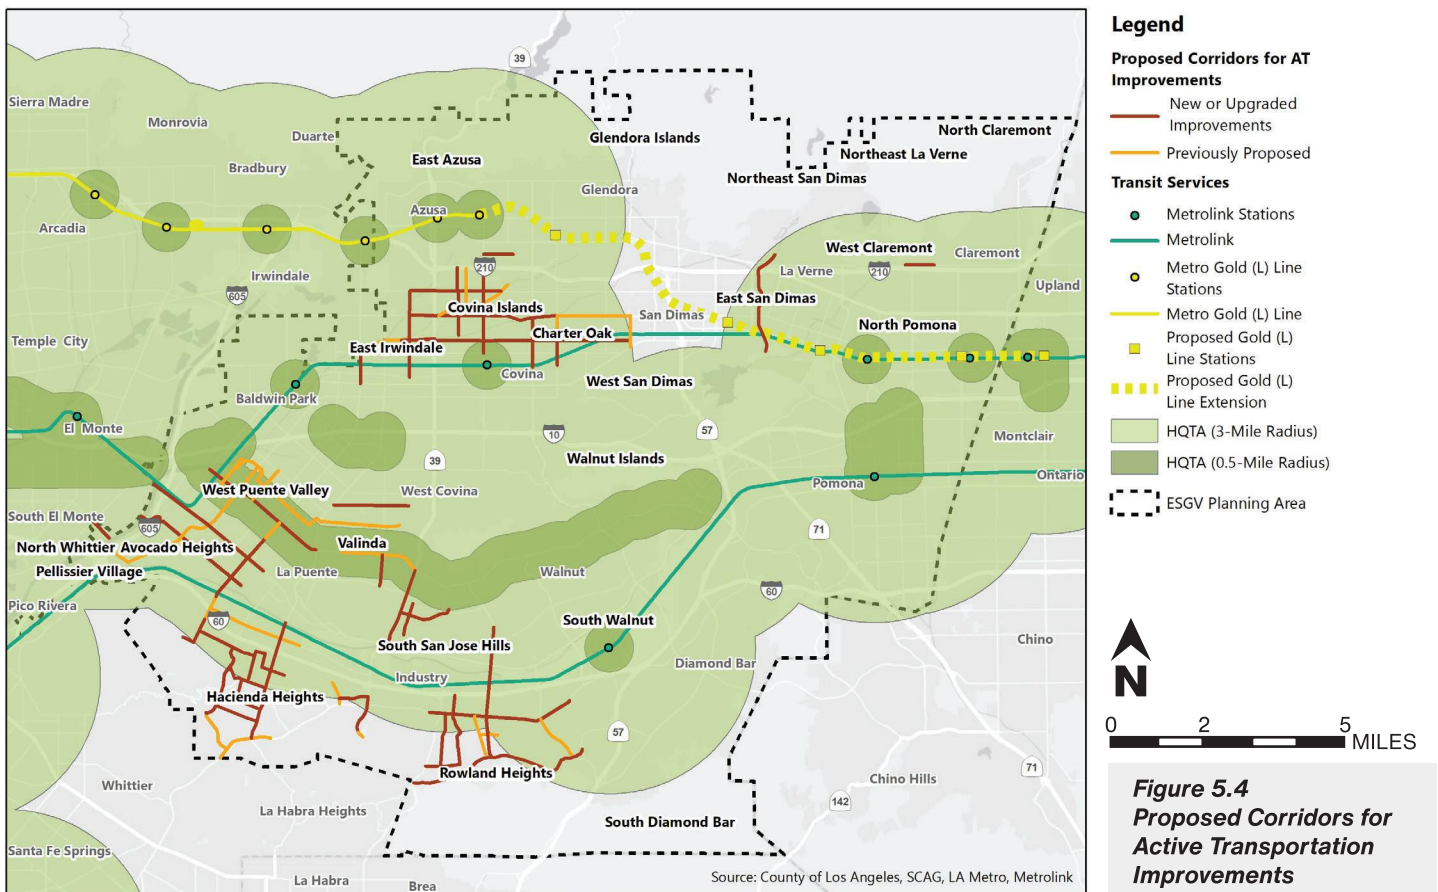 39
Sierra Madre
Monrovia
Duarte
Bradbury
East Azusa
Glendora Islands
North Claremont
Northeast La Verne
Northeast San Dimas
Glendora
Azusa
Arcadia
West Claremont
Claremont
Irwindale
210
La Verne
210
Upland
605
Covina Islands
East San Dimas
San Dimas
Charter Oak
North Pomona
Temple City
East Irwindale
Covina
West San Dimas
Baldwin Park
El Monte
10
57
Montclair
39
Walnut Islands
Ontario
West Puente Valley
West Covina
Pomona
South El Monte
605
71
North Whittier
Avocado Heights
Valinda
Pellissier Village
La Puente
Walnut
60
Pico Rivera
60
South Walnut
Chino
South San Jose Hills
Diamond Bar
Industry
Hacienda Heights
57
Rowland Heights
71
Chino Hills
Whittier
142
La Habra Heights
South Diamond Bar
Santa Fe Springs
La Habra
Brea
Source: County of Los Angeles, SCAG, LA Metro, Metrolink
Legend
Proposed Corridors for AT
Improvements
New or Upgraded
Improvements
Previously Proposed
Transit Services
Metrolink Stations
Metrolink
Metro Gold (L) Line
Stations
Metro Gold (L) Line
Proposed Gold (L)
Line Stations
Proposed Gold (L)
Line Extension
HQTA (3-Mile Radius)
HQTA (0.5-Mile Radius)
ESGV Planning Area
N
0 2 5
MILES
Figure 5.4
Proposed Corridors for
Active Transportation
Improvements